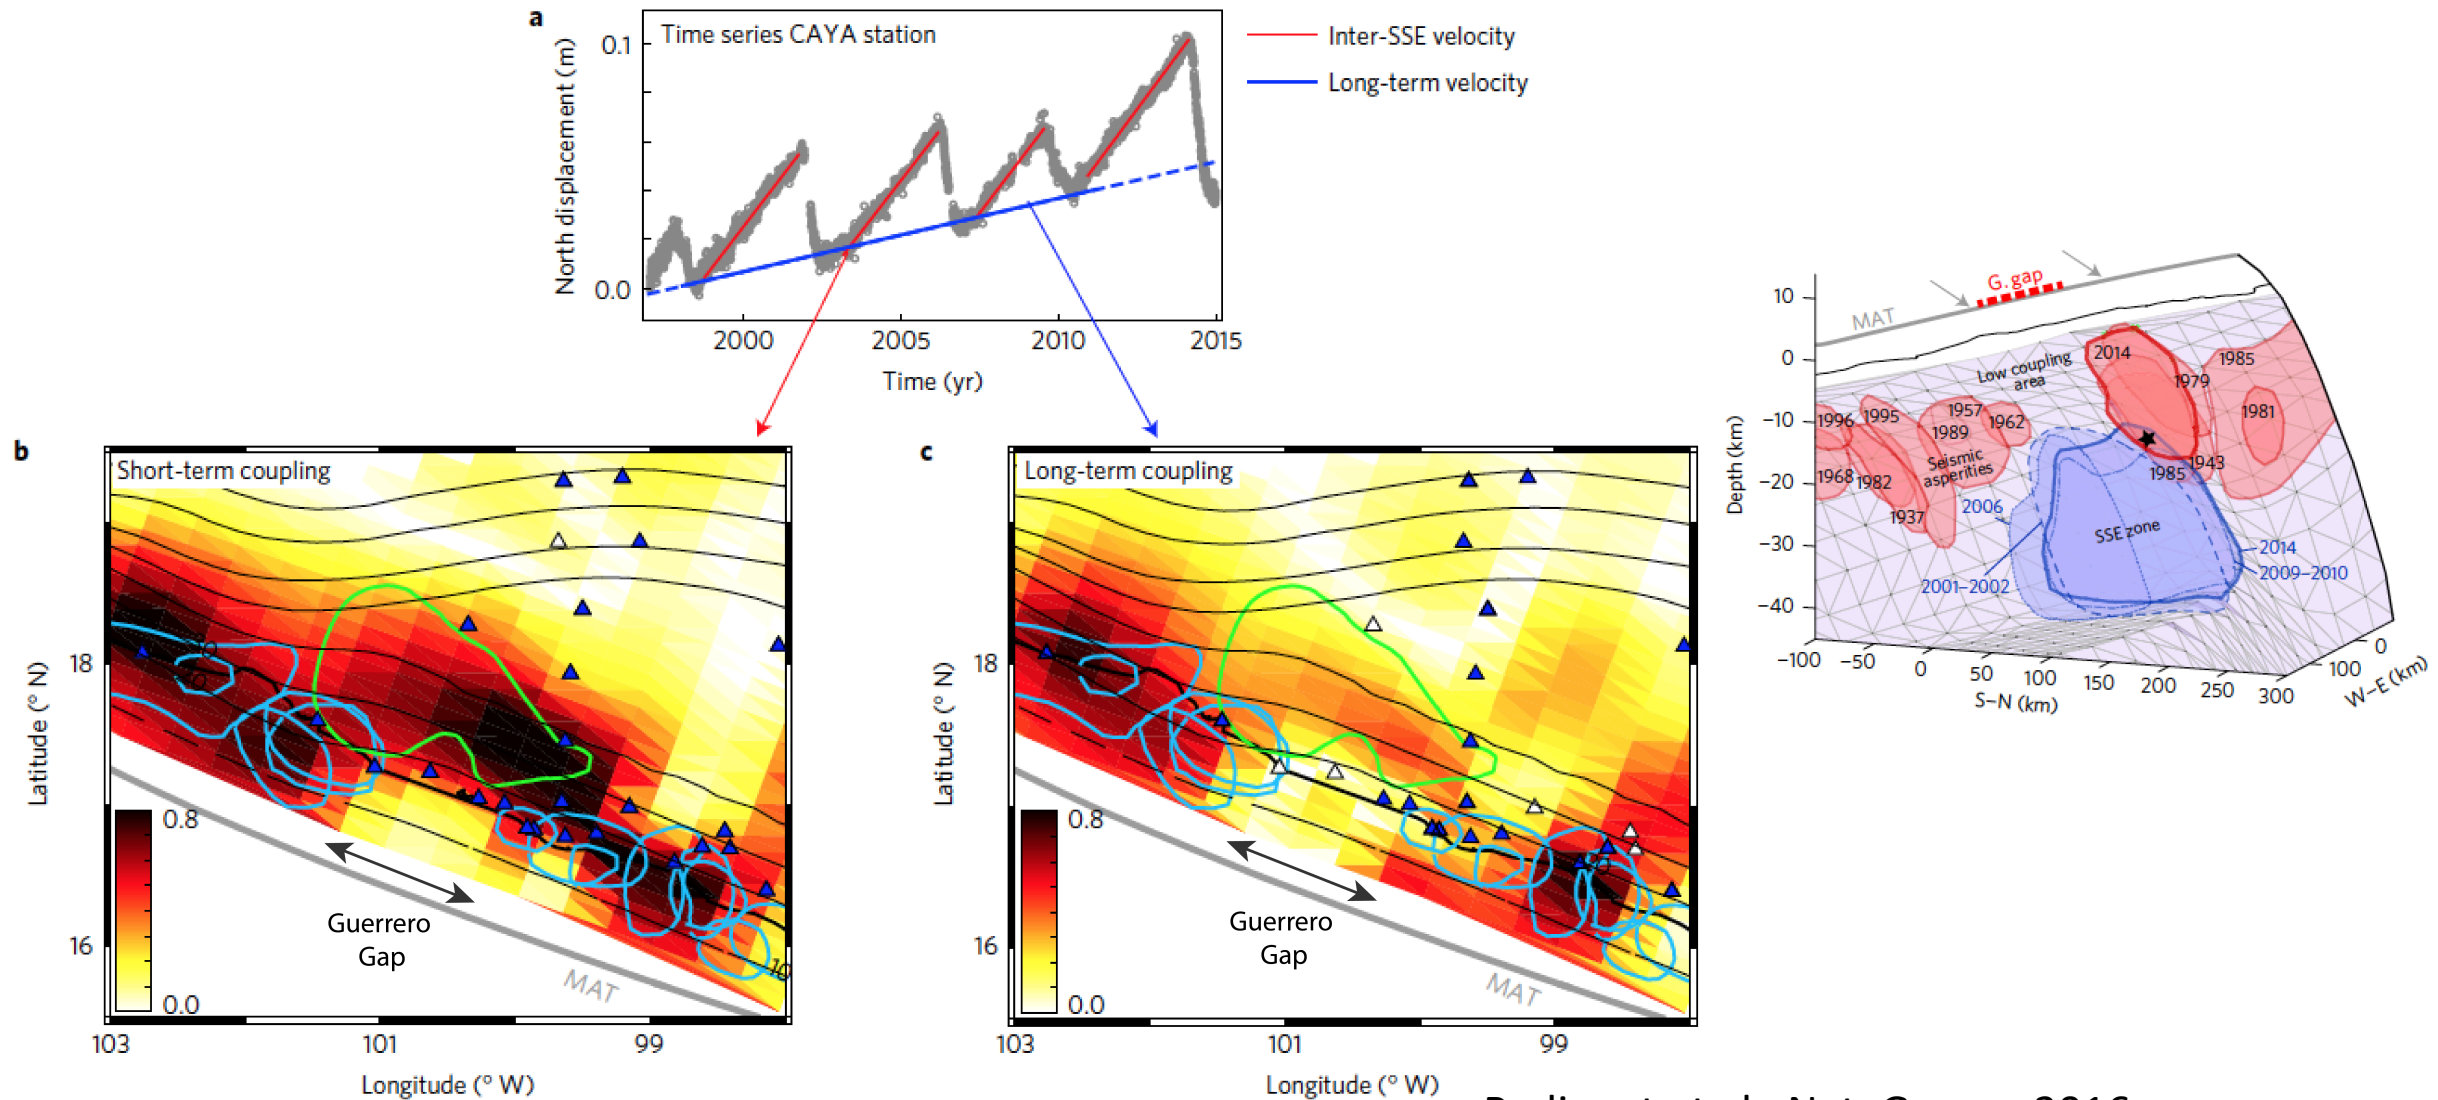 a
Time series CAYA station
Inter-SSE velocity
Long-term velocity
North displacement (m)
0.1
0.0
2000
2005
2010
2015
Time (yr)
b
Short-term coupling
Latitude (° N)
18
16
0.8
0.0
Guerrero
Gap
MAT
10
103
101
99
Longitude (° W)
c
Long-term coupling
Latitude (° N)
18
16
0.8
0.0
Guerrero
Gap
MAT
103
101
99
Longitude (° W)
G. gap
MAT
Depth (km)
10
0
−10
−20
−30
−40
Low coupling
area
2014
1979
1985
1981
1996
1995
1957
1962
1989
Seismic
asperities
1968
1982
1937
1985
1943
2006
SSE zone
2001–2002
2014
2009–2010
−100
−50
0
50
100
150
200
250
300
S–N (km)
0
100
W–E (km)